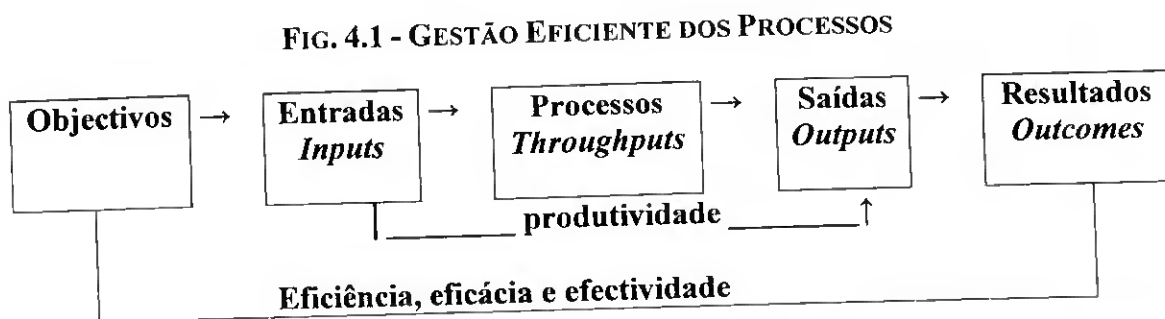 FIG. 4.1 - GESTÃO EFICIENTE DOS PROCESSOS
Objectivos → Entradas → Processos → Saídas → Resultados
Inputs Throughputs Outputs Outcomes
produtividade ↑
Eficiência, eficácia e efectividade